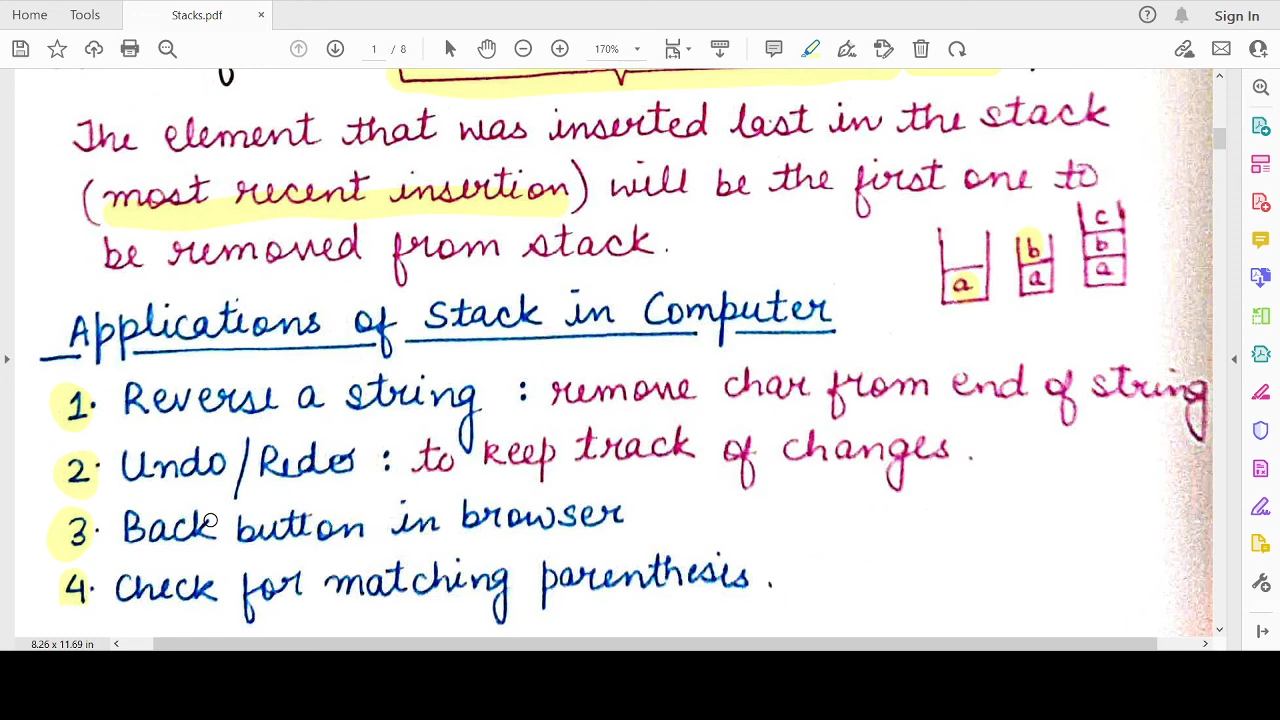 Home Tools Stacks.pdf × Sign In
1 / 8 170%
The element that was inserted last in the stack
(most recent insertion) will be the first one to
be removed from stack.
a
b
a
c
b
a
Applications of Stack in Computer
1. Reverse a string : remove char from end of string
2. Undo/Redo : to keep track of changes.
3. Back button in browser
4. Check for matching parenthesis.
8.26 x 11.69 in